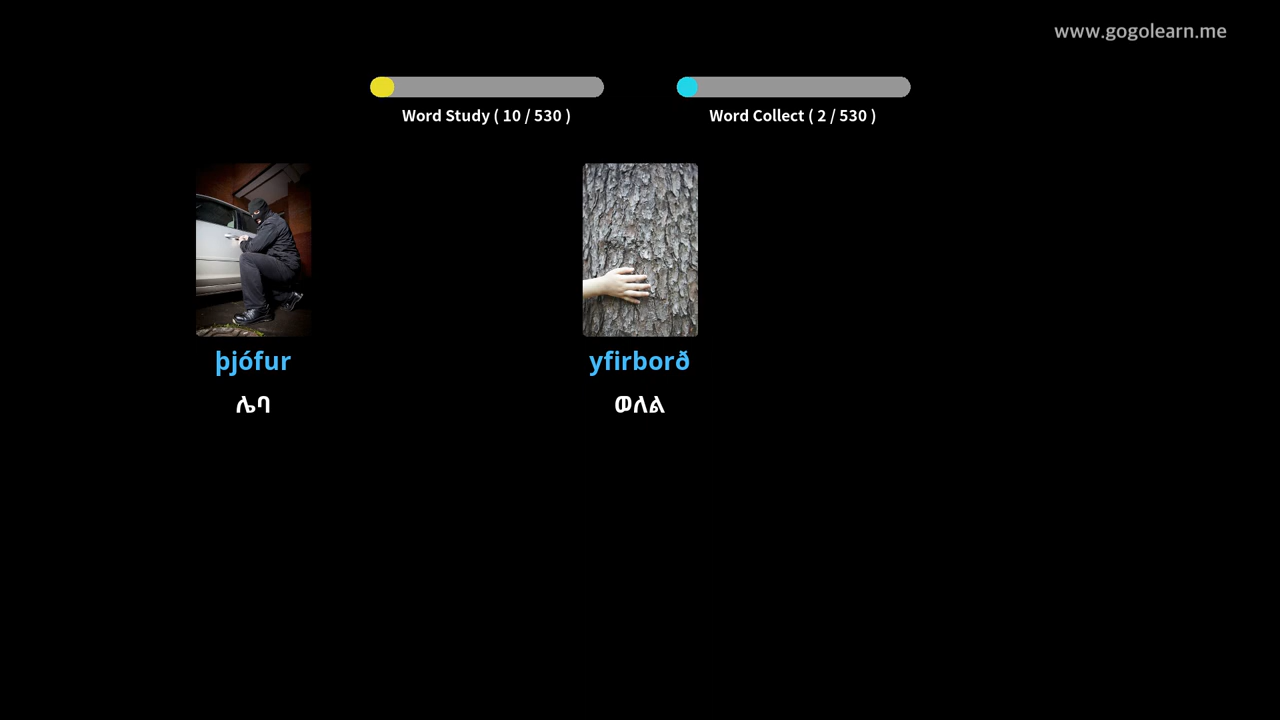 www.gogolearn.me
Word Study ( 10 / 530 )
Word Collect ( 2 / 530 )
þjófur
ሌባ
yfirborð
ወለል